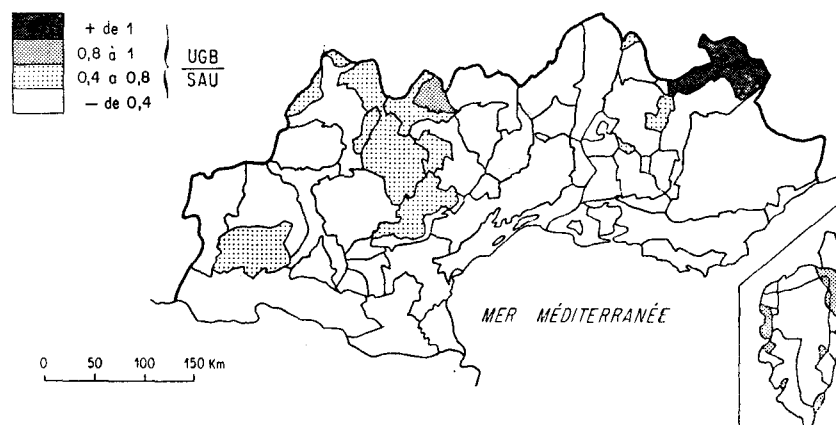 + de 1
0,8 à 1
0,4 a 0,8
— de 0,4
UGB
SAU
MER MÉDITERRANÉE
0 50 100 150 Km